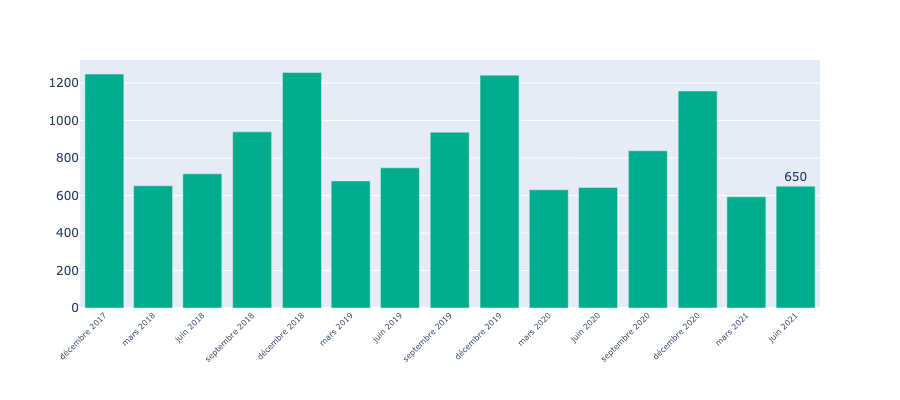 1200
1000
800
600
400
200
0
650
décembre 2017
mars 2018
juin 2018
septembre 2018
décembre 2018
mars 2019
juin 2019
septembre 2019
décembre 2019
mars 2020
juin 2020
septembre 2020
décembre 2020
mars 2021
juin 2021